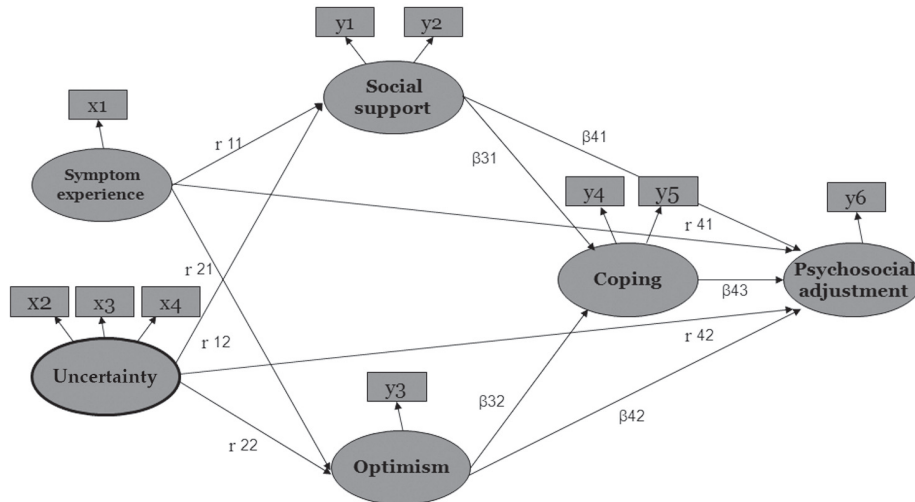 y1
y2
Social
support
x1
r 11
β41
β31
Symptom
experience
y4
y5
y6
r 41
r 21
Coping
Psychosocial
adjustment
β43
x2
x3
x4
r 12
r 42
Uncertainty
y3
β32
β42
r 22
Optimism